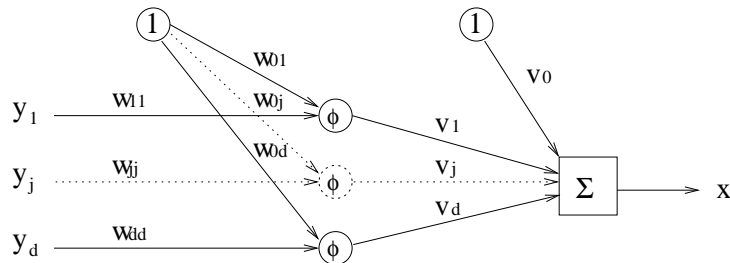 1 1
w01
v0
w11 w0j
y1 ϕ v1
w0d
wjj
yj ϕ vj Σ x
vd
wdd
yd ϕ